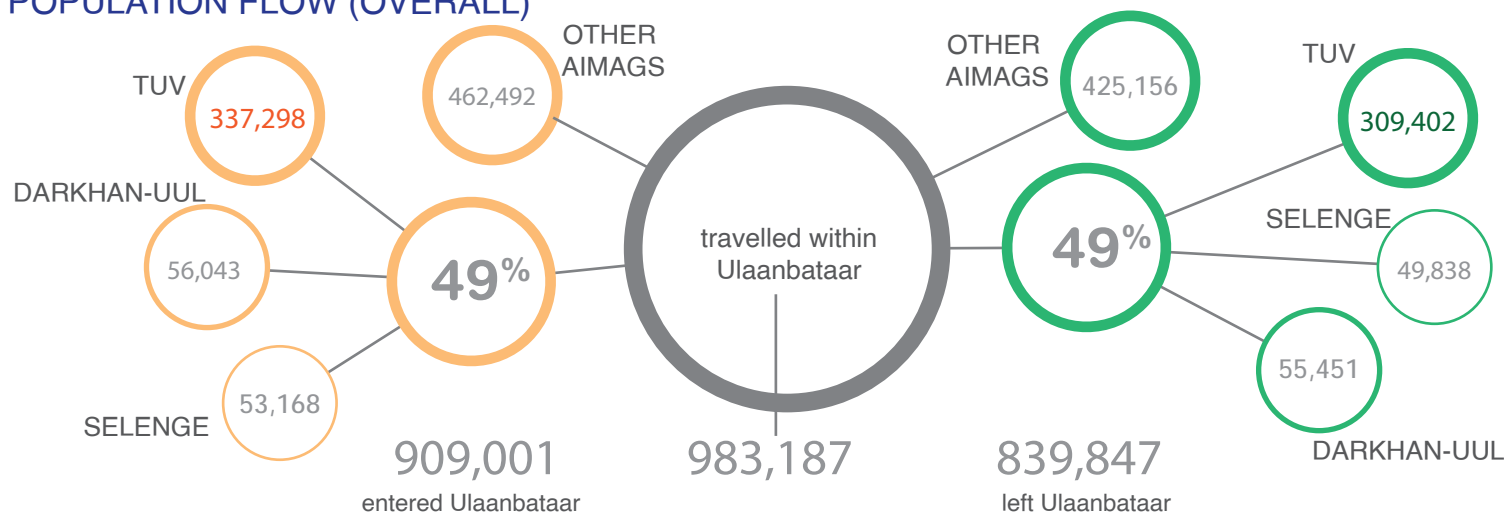 POPULATION FLOW (OVERALL)
TUV
337,298
OTHER
AIMAGS
462,492
DARKHAN-UUL
56,043
49%
SELENGE
53,168
travelled within
Ulaanbataar
OTHER
AIMAGS
425,156
TUV
309,402
49%
SELENGE
49,838
55,451
DARKHAN-UUL
909,001
entered Ulaanbataar
983,187
839,847
left Ulaanbataar